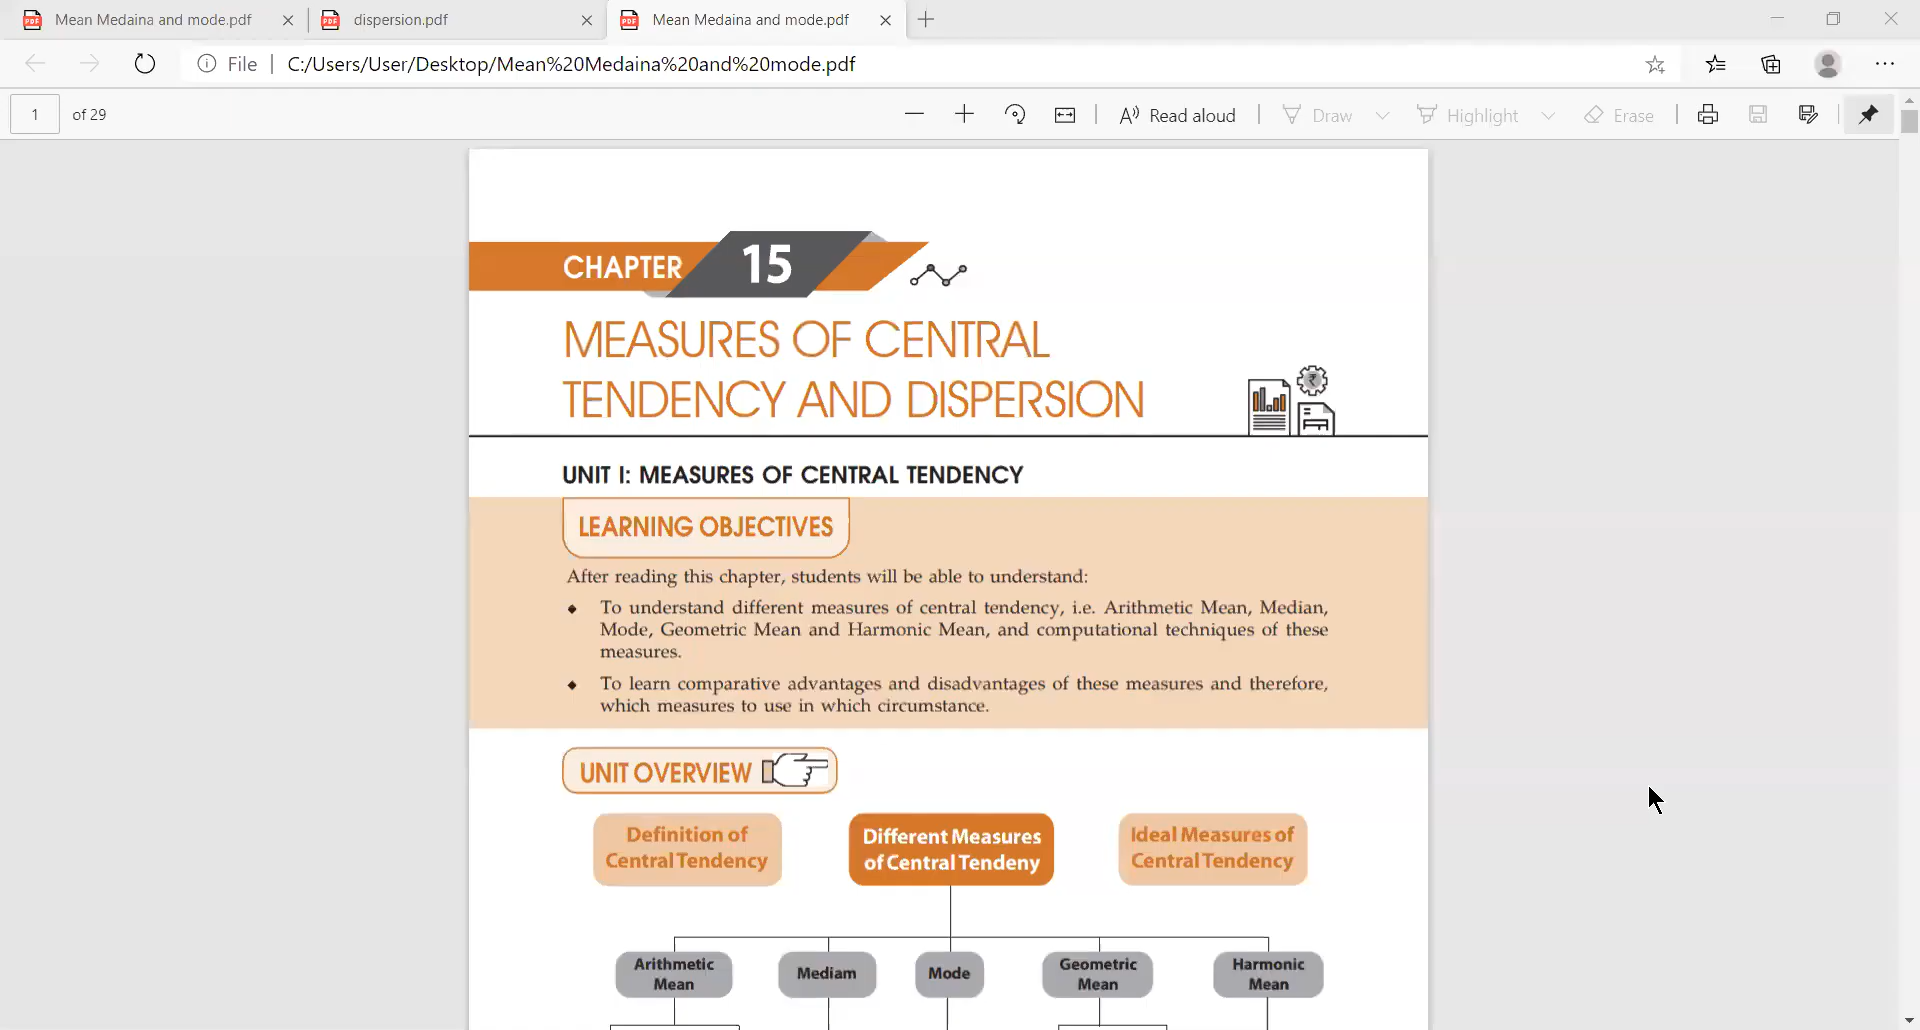 Mean Medaina and mode.pdf
dispersion.pdf
Mean Medaina and mode.pdf
File
C:/Users/User/Desktop/Mean%20Medaina%20and%20mode.pdf
1 of 29
Read aloud
Draw
Highlight
Erase
CHAPTER 15
MEASURES OF CENTRAL
TENDENCY AND DISPERSION
UNIT I: MEASURES OF CENTRAL TENDENCY
LEARNING OBJECTIVES
After reading this chapter, students will be able to understand:
To understand different measures of central tendency, i.e. Arithmetic Mean, Median,
Mode, Geometric Mean and Harmonic Mean, and computational techniques of these
measures.
To learn comparative advantages and disadvantages of these measures and therefore,
which measures to use in which circumstance.
UNIT OVERVIEW
Definition of
Central Tendency
Different Measures
of Central Tendeny
Ideal Measures of
Central Tendency
Arithmetic
Mean
Mediam
Mode
Geometric
Mean
Harmonic
Mean